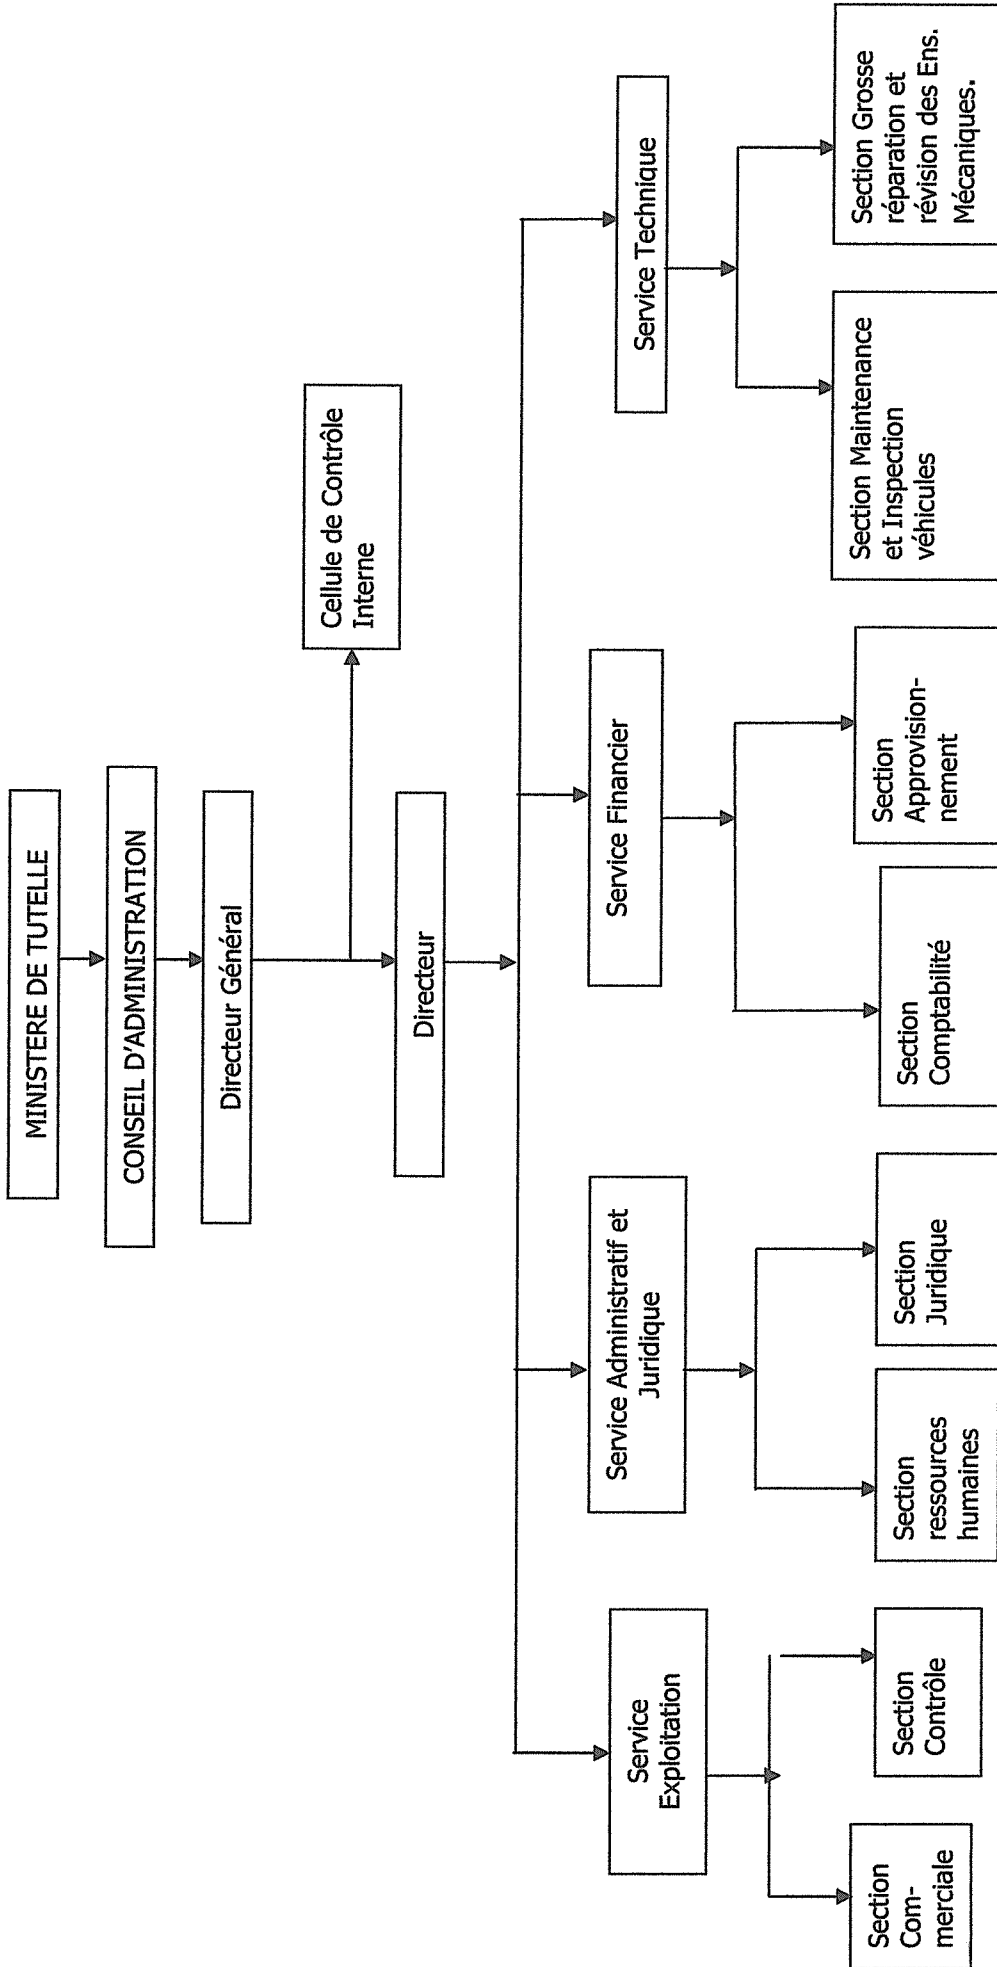 MINISTERE DE TUTELLE
CONSEIL D'ADMINISTRATION
Directeur Général
Cellule de Contrôle
Interne
Directeur
Service
Exploitation
Service Administratif et
Juridique
Service Financier
Service Technique
Section
Com-
merciale
Section
Contrôle
Section
ressources
humaines
Section
Juridique
Section
Comptabilité
Section
Approvision-
nement
Section Maintenance
et Inspection
véhicules
Section Grosse
réparation et
révision des Ens.
Mécaniques.